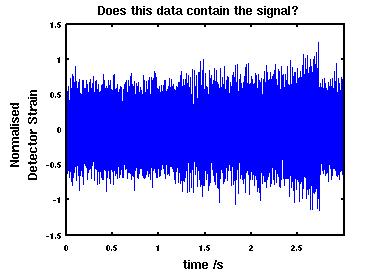 Does this data contain the signal?
1.5
1
0.5
0
-0.5
-1
-1.5
Normalised
Detector Strain
0 0.5 1 1.5 2 2.5
time /s